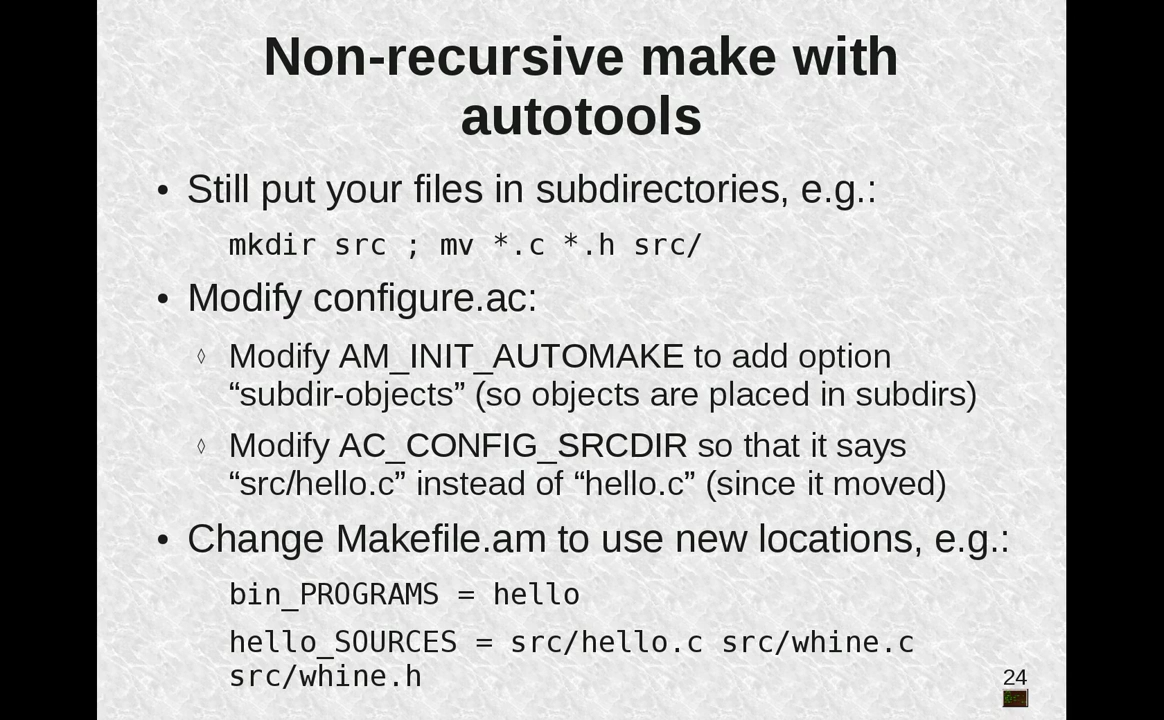 Non-recursive make with
autotools
• Still put your files in subdirectories, e.g.:
mkdir src ; mv *.c *.h src/
• Modify configure.ac:
◊ Modify AM_INIT_AUTOMAKE to add option
“subdir-objects” (so objects are placed in subdirs)
◊ Modify AC_CONFIG_SRCDIR so that it says
“src/hello.c” instead of “hello.c” (since it moved)
• Change Makefile.am to use new locations, e.g.:
bin_PROGRAMS = hello
hello_SOURCES = src/hello.c src/whine.c
src/whine.h
24